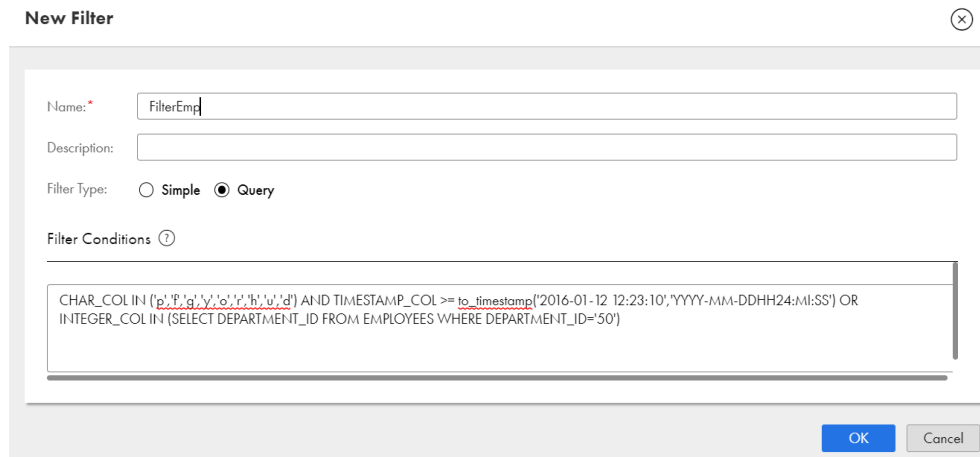 New Filter
Name:*
FilterEmp
Description:
Filter Type:
Simple
Query
Filter Conditions ?
CHAR_COL IN ('p','f','g','y','o','r','h','u','d') AND TIMESTAMP_COL >= to_timestamp('2016-01-12 12:23:10','YYYY-MM-DDHH24:MI:SS') OR
INTEGER_COL IN (SELECT DEPARTMENT_ID FROM EMPLOYEES WHERE DEPARTMENT_ID='50')
OK
Cancel